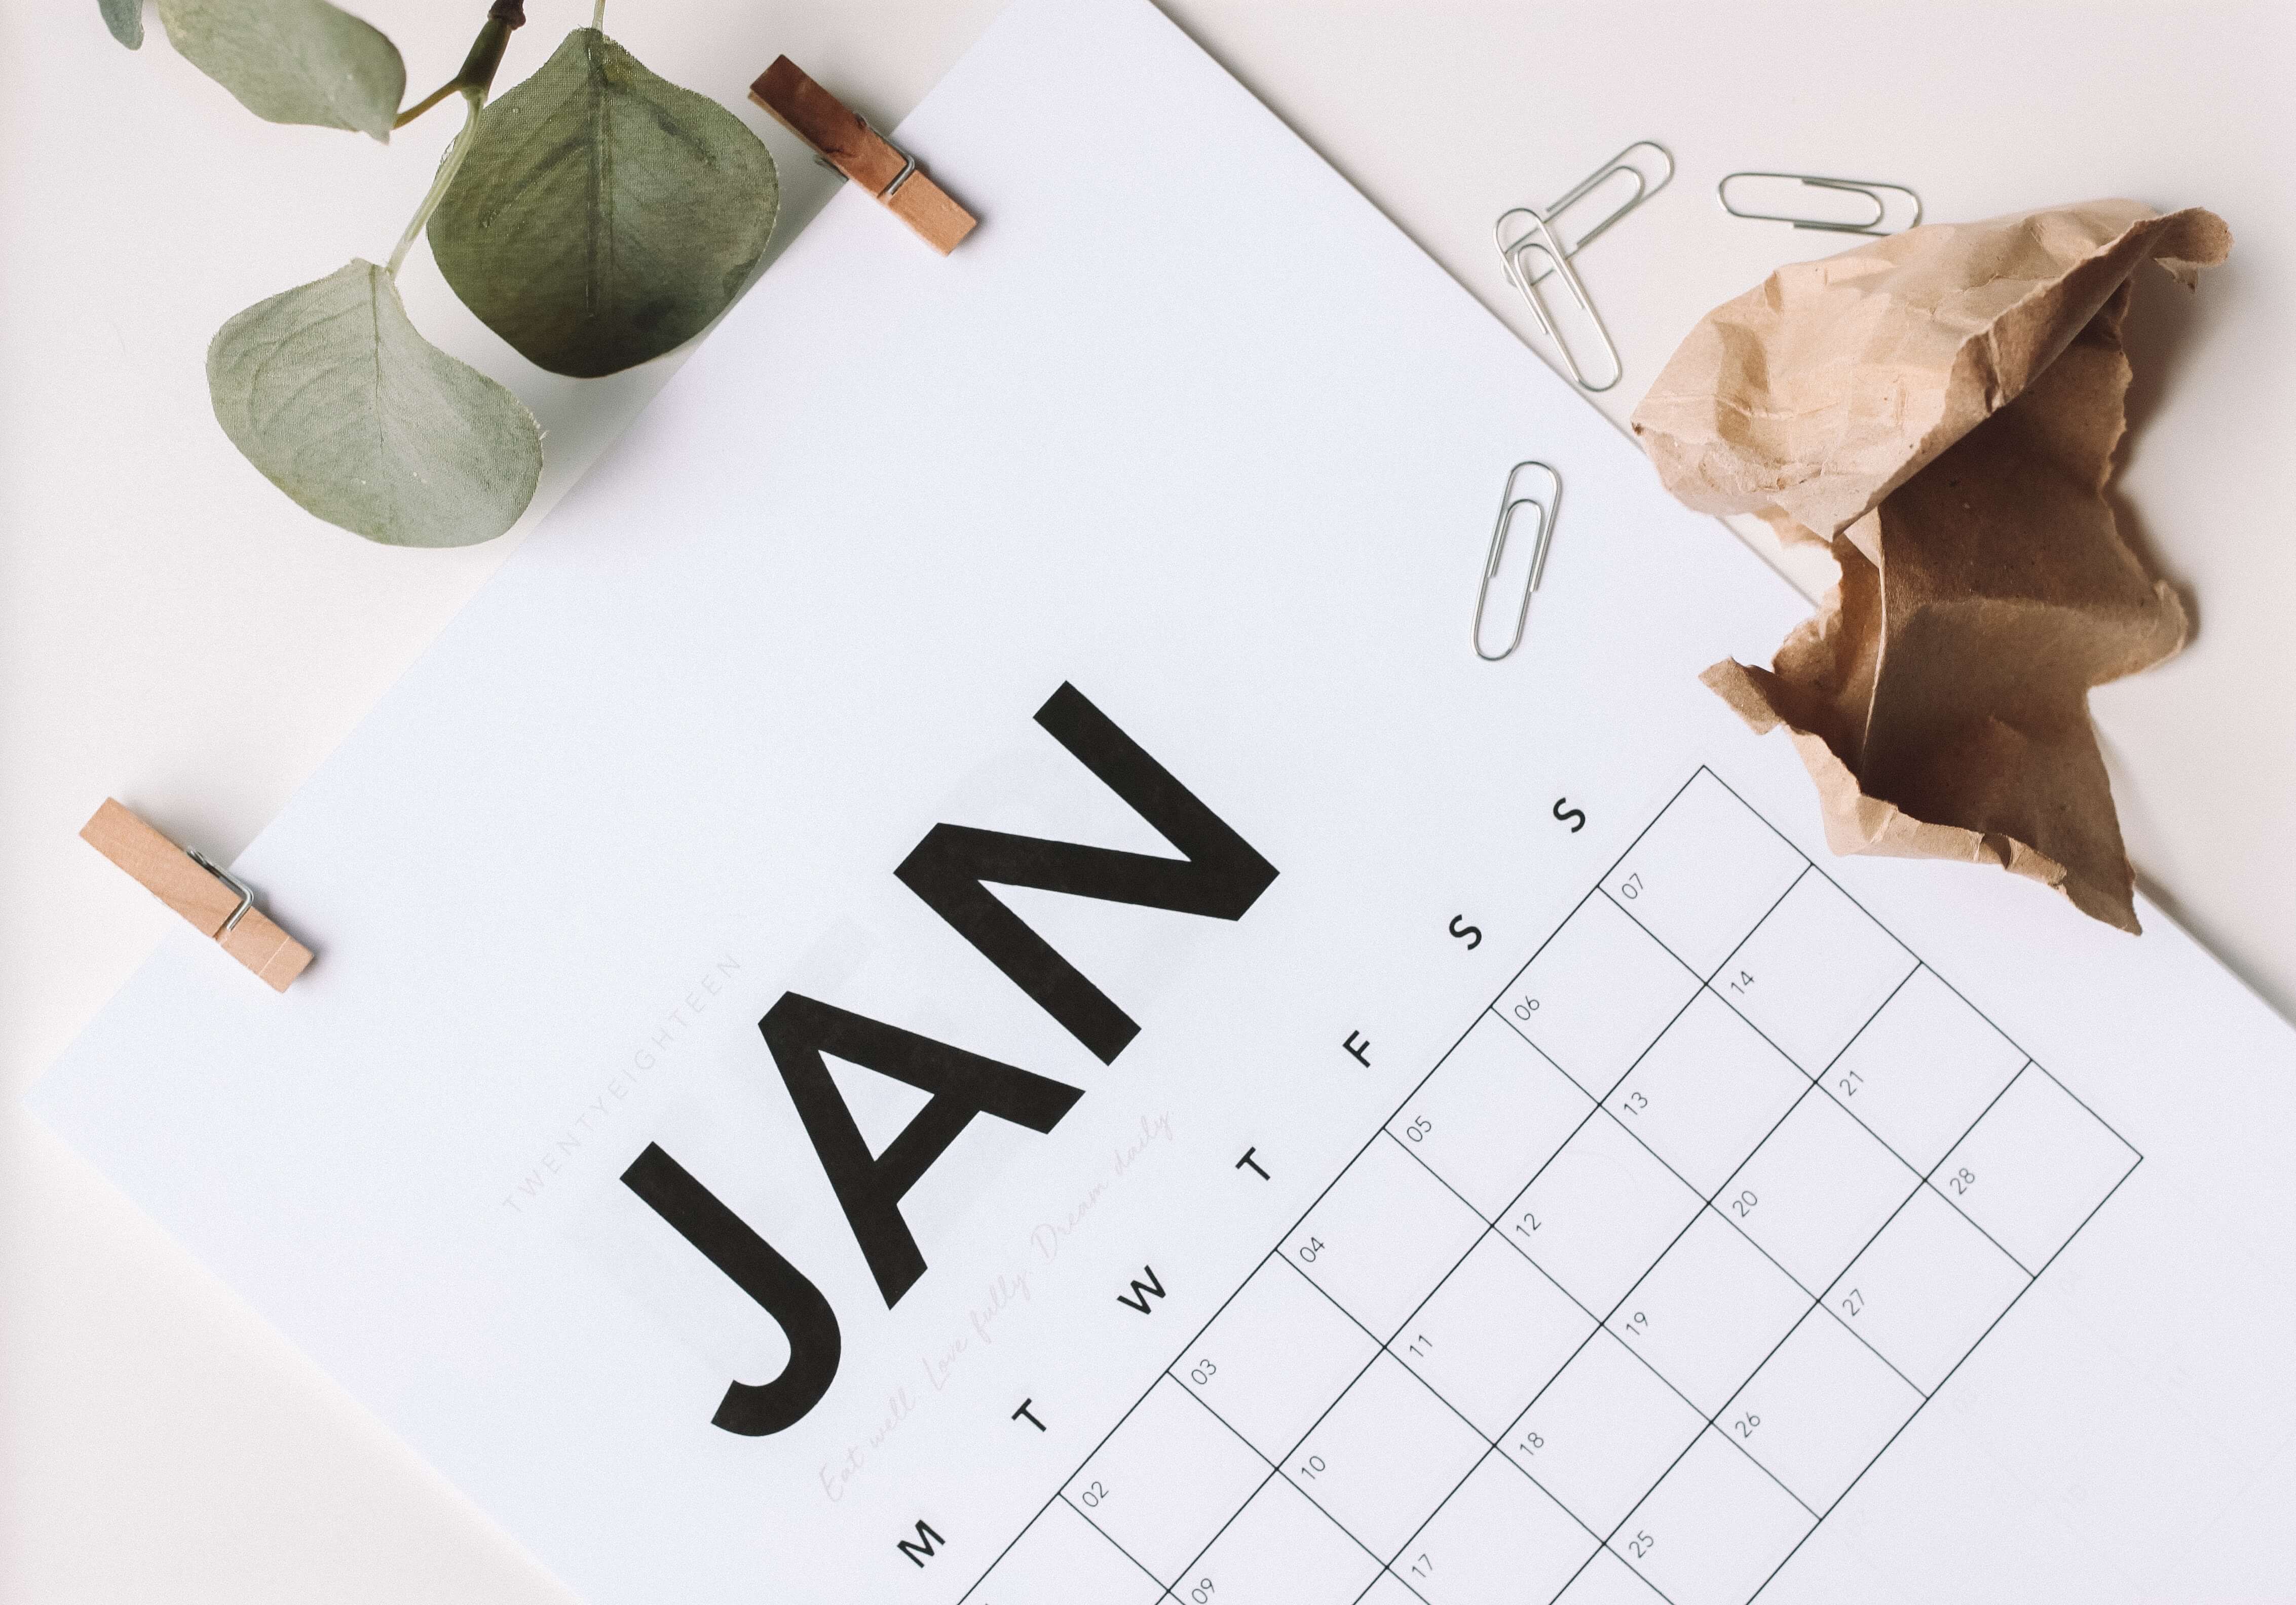 TWENTYEIGHTEEN
JAN
Eat well. Love fully. Dream daily
M T W T F S S
02 03 04 05 06 07
09 10 11 12 13 14
17 18 19 20 21
25 26 27 28